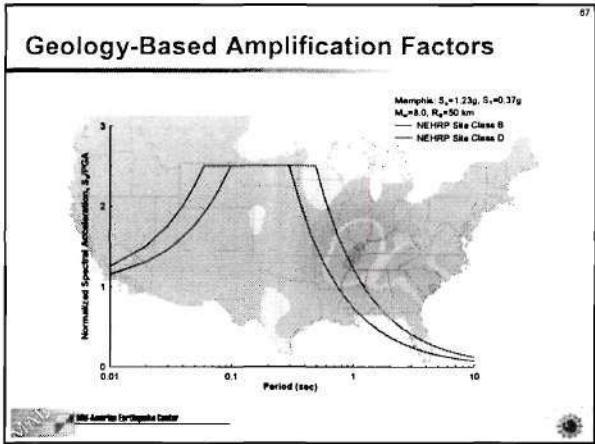 67
Geology-Based Amplification Factors
Memphis: Sₛ=1.23g, S₁=0.37g
M_w=8.0, R_e=50 km
NEHRP Site Class B
NEHRP Site Class D
Normalized Spectral Acceleration, Sₐ/PGA
3
2
1
0
0.01 0.1 1 10
Period (sec)
Mid-America Earthquake Center